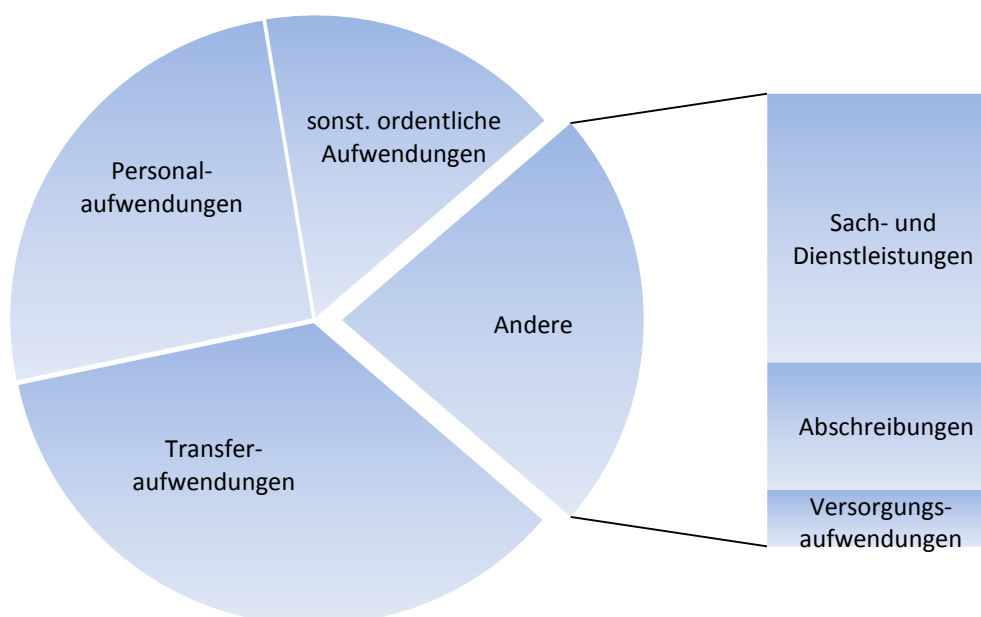 sonst. ordentliche
Aufwendungen
Personal-
aufwendungen
Andere
Transfer-
aufwendungen
Sach- und
Dienstleistungen
Abschreibungen
Versorgungs-
aufwendungen